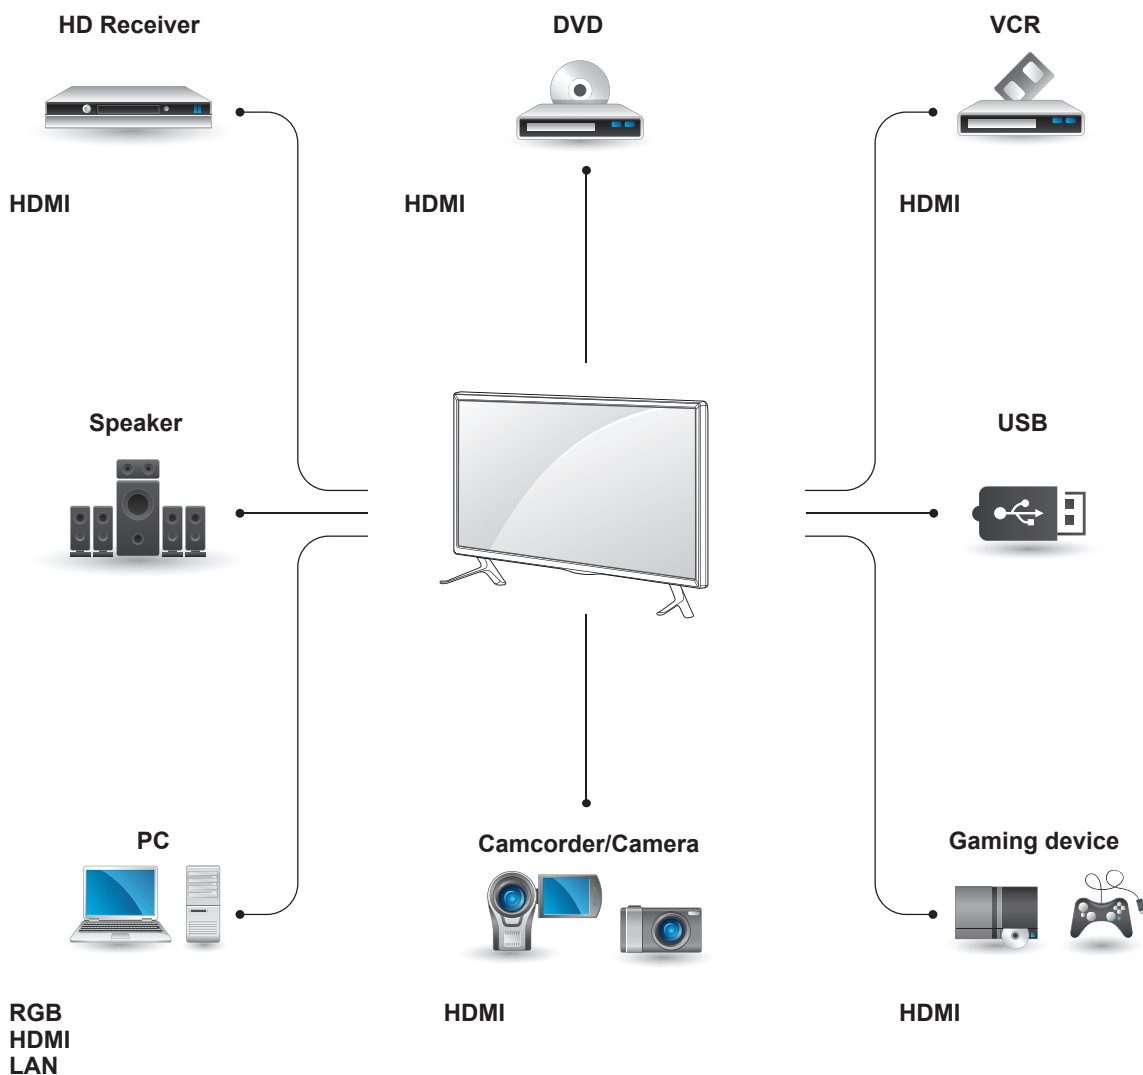 HD Receiver
DVD
VCR
HDMI
HDMI
HDMI
Speaker
USB
PC
Camcorder/Camera
Gaming device
RGB
HDMI
LAN
HDMI
HDMI